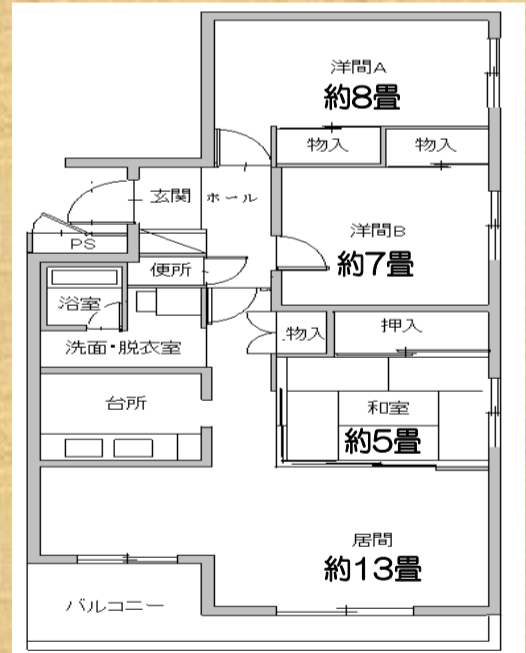 洋間A
約8畳
物入
物入
玄関
ホール
洋間B
約7畳
PS
便所
浴室
洗面・脱衣室
物入
押入
台所
和室
約5畳
居間
約13畳
バルコニー